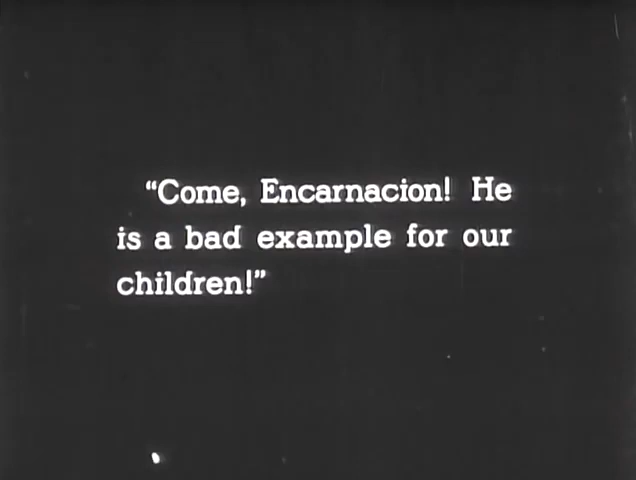 “Come, Encarnacion! He
is a bad example for our
children!”